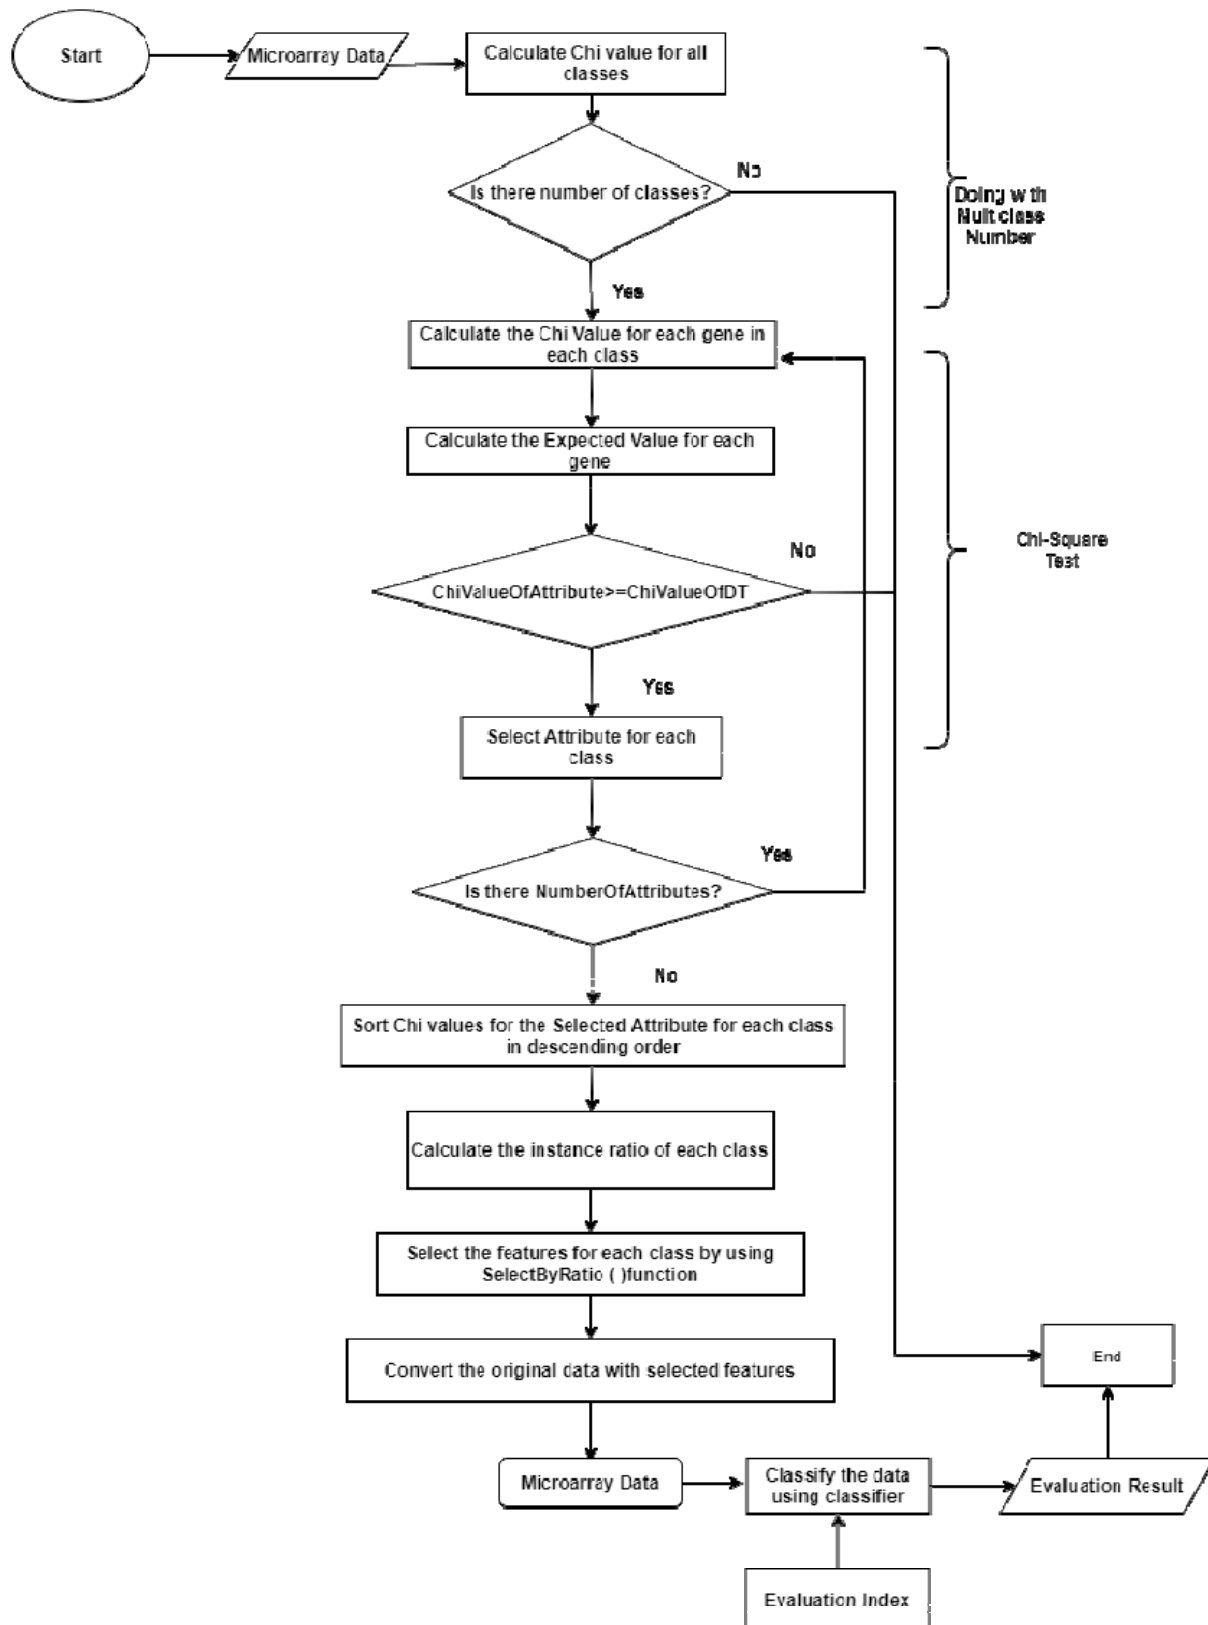 Start
Microarray Data
Calculate Chi value for all
classes
Is there number of classes?
No
Yes
Doing with
Mult class
Number
Calculate the Chi Value for each gene in
each class
Calculate the Expected Value for each
gene
ChiValueOfAttribute>=ChiValueOfDT
No
Yes
Chi-Square
Test
Select Attribute for each
class
Is there NumberOfAttributes?
Yes
No
Sort Chi values for the Selected Attribute for each class
in descending order
Calculate the instance ratio of each class
Select the features for each class by using
SelectByRatio ( )function
Convert the original data with selected features
End
Microarray Data
Classify the data
using classifier
Evaluation Result
Evaluation Index